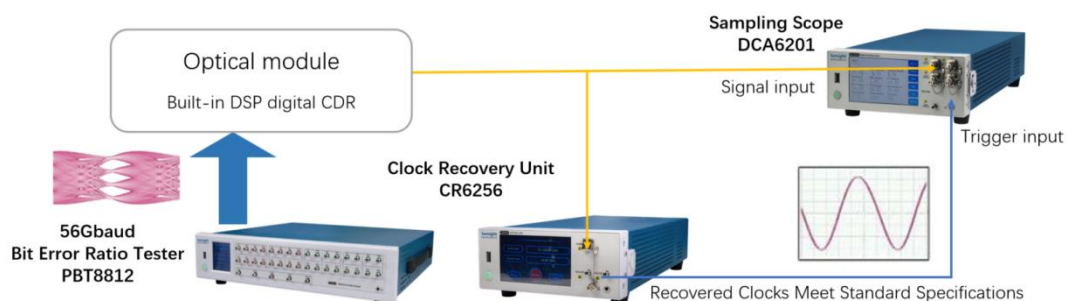 Sampling Scope
DCA6201
Optical module
Built-in DSP digital CDR
Signal input
Trigger input
Clock Recovery Unit
CR6256
56Gbaud
Bit Error Ratio Tester
PBT8812
Recovered Clocks Meet Standard Specifications